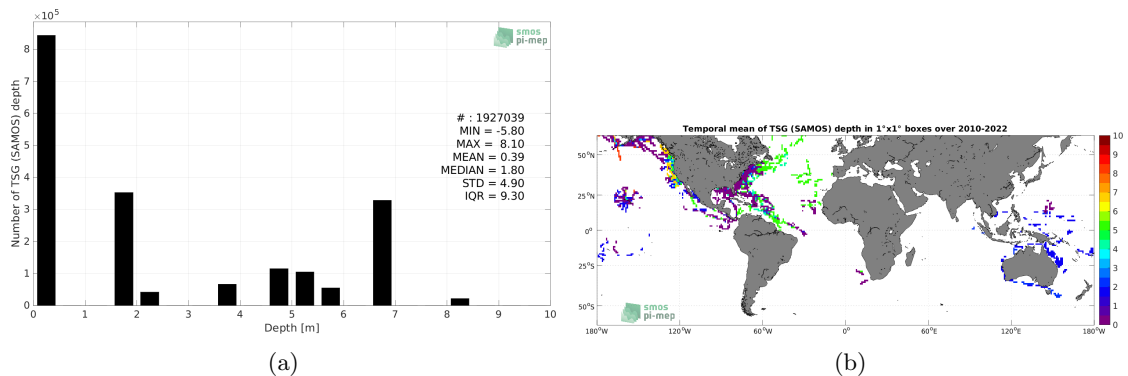 ×10⁵
8
7
6
5
4
3
2
1
0
Number of TSG (SAMOS) depth
smos
pi-mep
# : 1927039
MIN = -5.80
MAX = 8.10
MEAN = 0.39
MEDIAN = 1.80
STD = 4.90
IQR = 9.30
0 1 2 3 4 5 6 7 8 9 10
Depth [m]
(a)
Temporal mean of TSG (SAMOS) depth in 1°x1° boxes over 2010-2022
50°N
25°N
0°
25°S
50°S
smos
pi-mep
180°W 120°W 60°W 0° 60°E 120°E 180°W
10
9
8
7
6
5
4
3
2
1
0
(b)